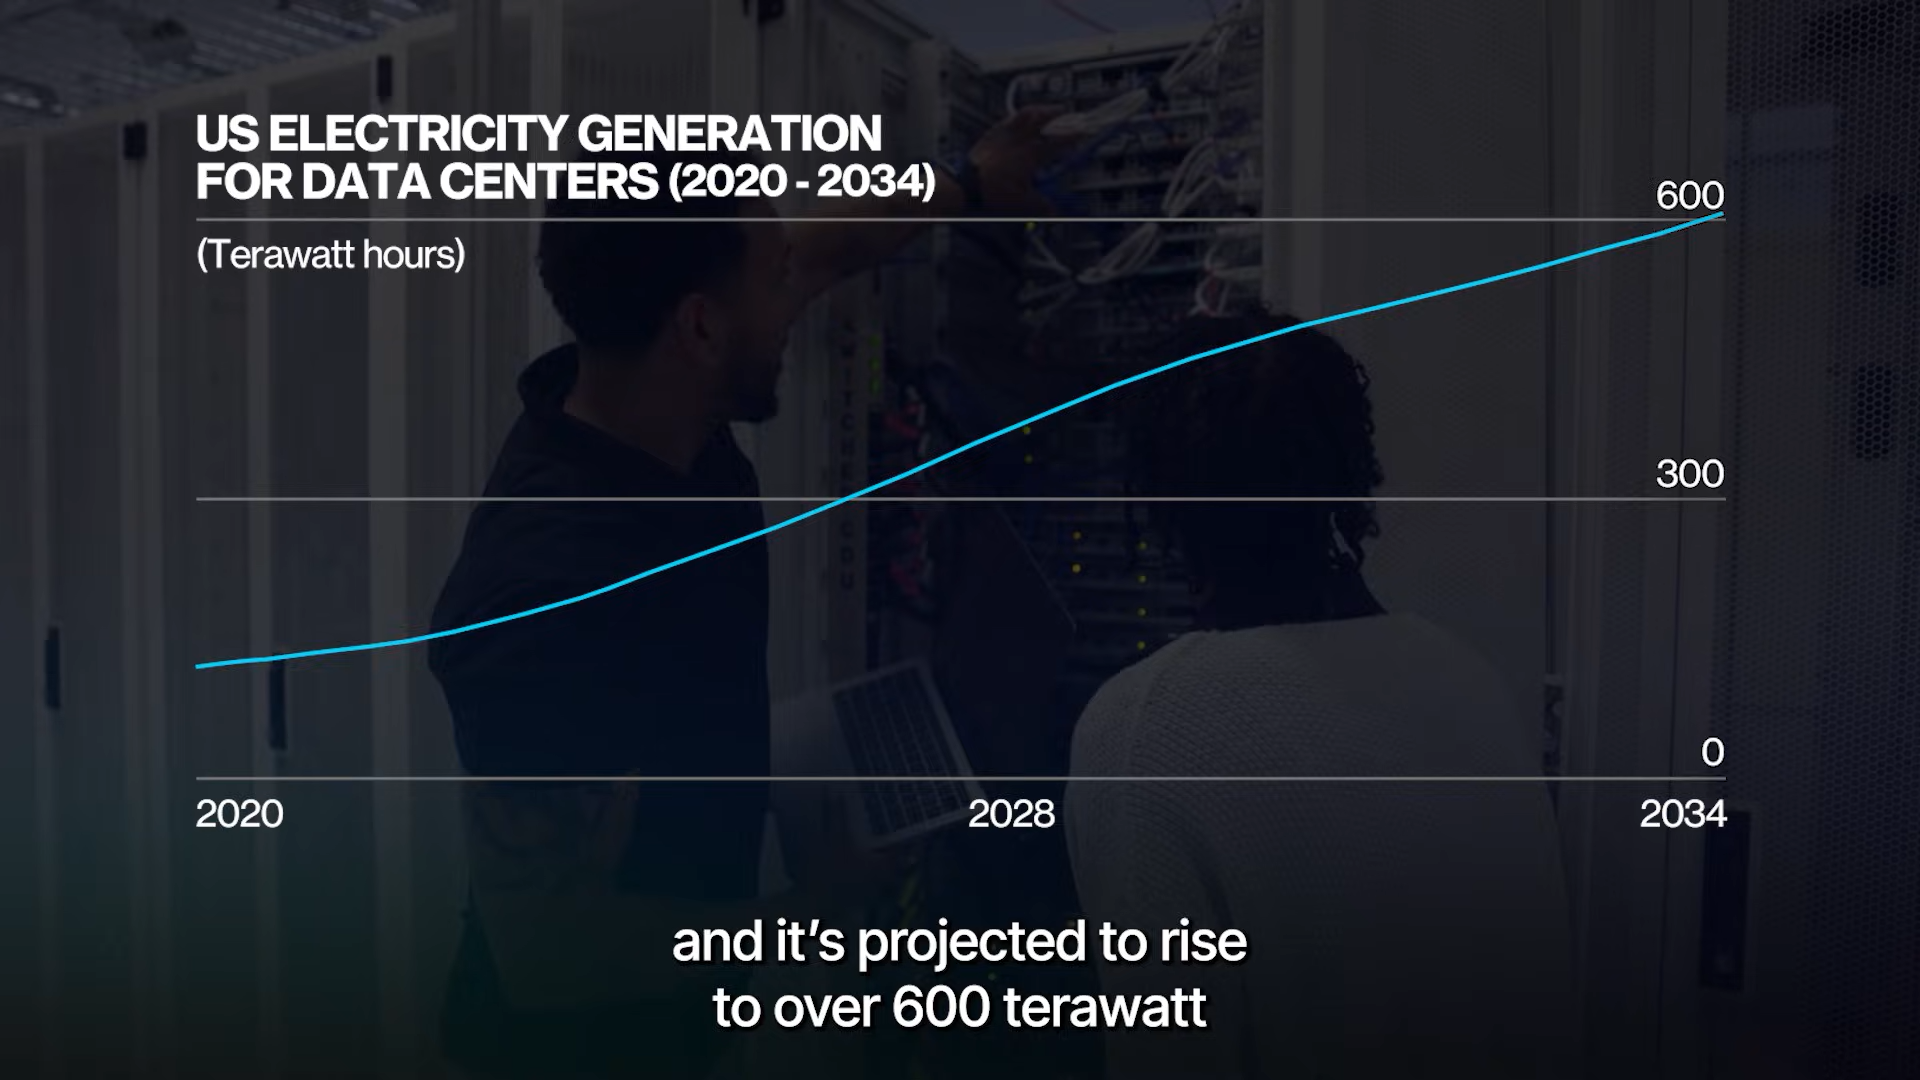 US ELECTRICITY GENERATION
FOR DATA CENTERS (2020 - 2034)
(Terawatt hours)
600
300
0
2020
2028
2034
and it's projected to rise
to over 600 terawatt